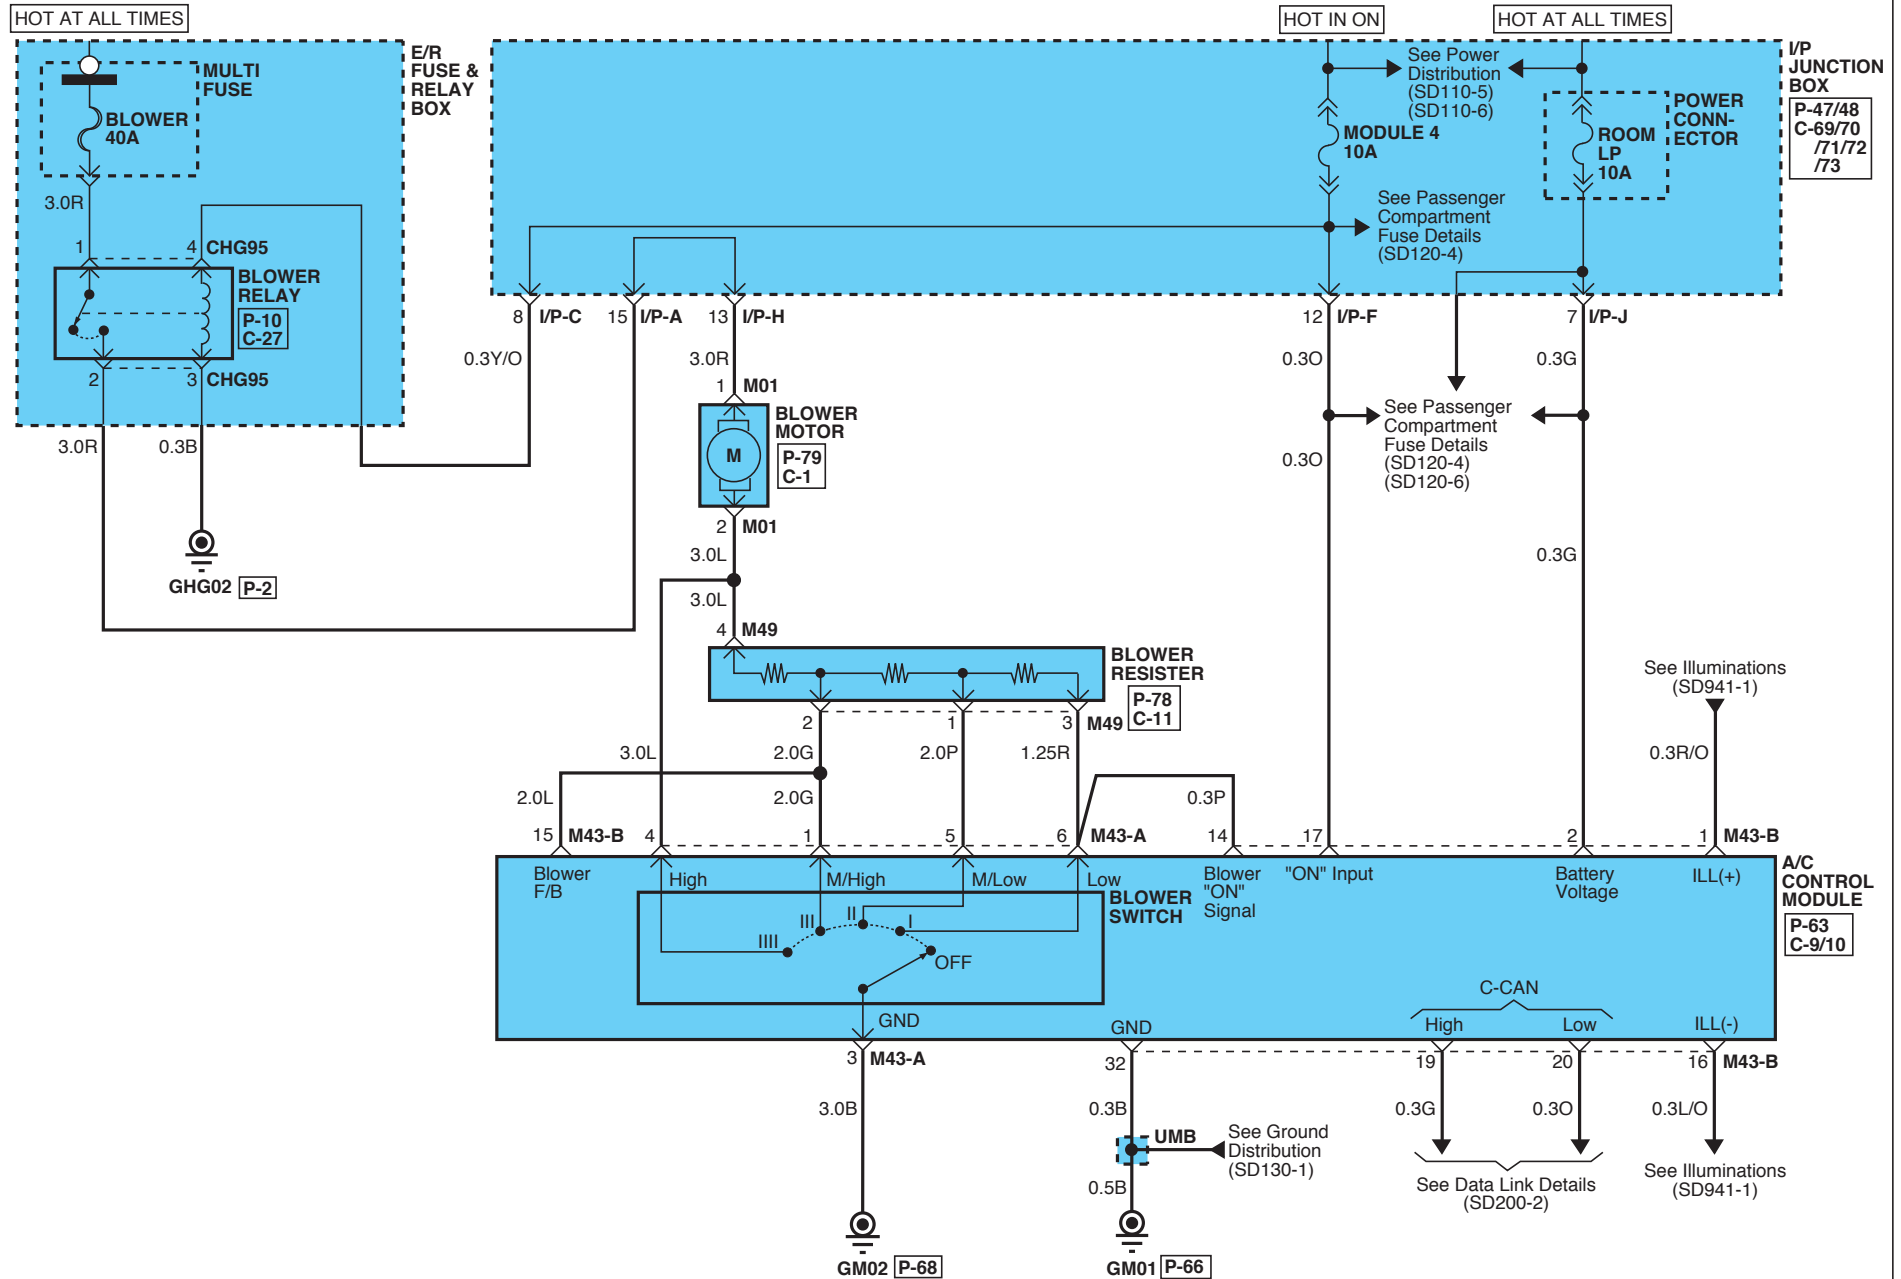 HOT AT ALL TIMES
HOT IN ON
HOT AT ALL TIMES
E/R
FUSE &
RELAY
BOX
MULTI
FUSE
BLOWER
40A
3.0R
1
4
CHG95
BLOWER
RELAY
P-10
C-27
2
3
CHG95
3.0R
0.3B
GHG02
P-2
See Power
Distribution
(SD110-5)
(SD110-6)
MODULE 4
10A
ROOM
LP
10A
POWER
CONN-
ECTOR
I/P
JUNCTION
BOX
P-47/48
C-69/70
/71/72
/73
See Passenger
Compartment
Fuse Details
(SD120-4)
8
I/P-C
15
I/P-A
13
I/P-H
12
I/P-F
7
I/P-J
0.3Y/O
3.0R
0.3O
0.3G
1
M01
BLOWER
MOTOR
P-79
C-1
M
2
M01
See Passenger
Compartment
Fuse Details
(SD120-4)
(SD120-6)
0.3O
0.3G
3.0L
3.0L
4
M49
BLOWER
RESISTER
P-78
C-11
2
1
3
M49
See Illuminations
(SD941-1)
3.0L
2.0G
2.0P
1.25R
0.3R/O
2.0L
2.0G
0.3P
15
M43-B
4
1
5
6
M43-A
14
17
2
1
M43-B
Blower
F/B
High
M/High
M/Low
Low
Blower
"ON"
Signal
"ON" Input
Battery
Voltage
ILL(+)
A/C
CONTROL
MODULE
P-63
C-9/10
BLOWER
SWITCH
IIII
III
II
I
OFF
GND
GND
C-CAN
High
Low
ILL(-)
3
M43-A
32
19
20
16
M43-B
3.0B
0.3B
0.3G
0.3O
0.3L/O
UMB
See Ground
Distribution
(SD130-1)
0.5B
See Data Link Details
(SD200-2)
See Illuminations
(SD941-1)
GM02
P-68
GM01
P-66